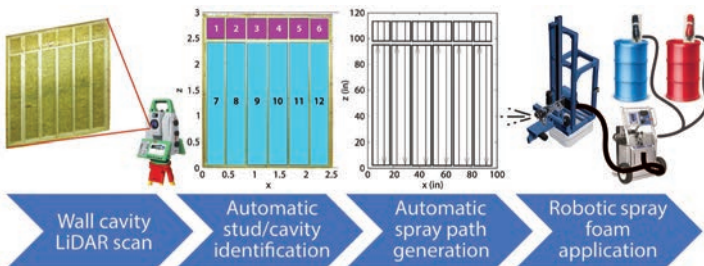 3
2.5
2
1.5
1
0.5
0
z
1 2 3 4 5 6
7 8 9 10 11 12
0 0.5 1 1.5 2 2.5
x
120
100
80
60
40
20
0
z (in)
0 20 40 60 80 100
x (in)
Wall cavity
LiDAR scan
Automatic
stud/cavity
identification
Automatic
spray path
generation
Robotic spray
foam
application